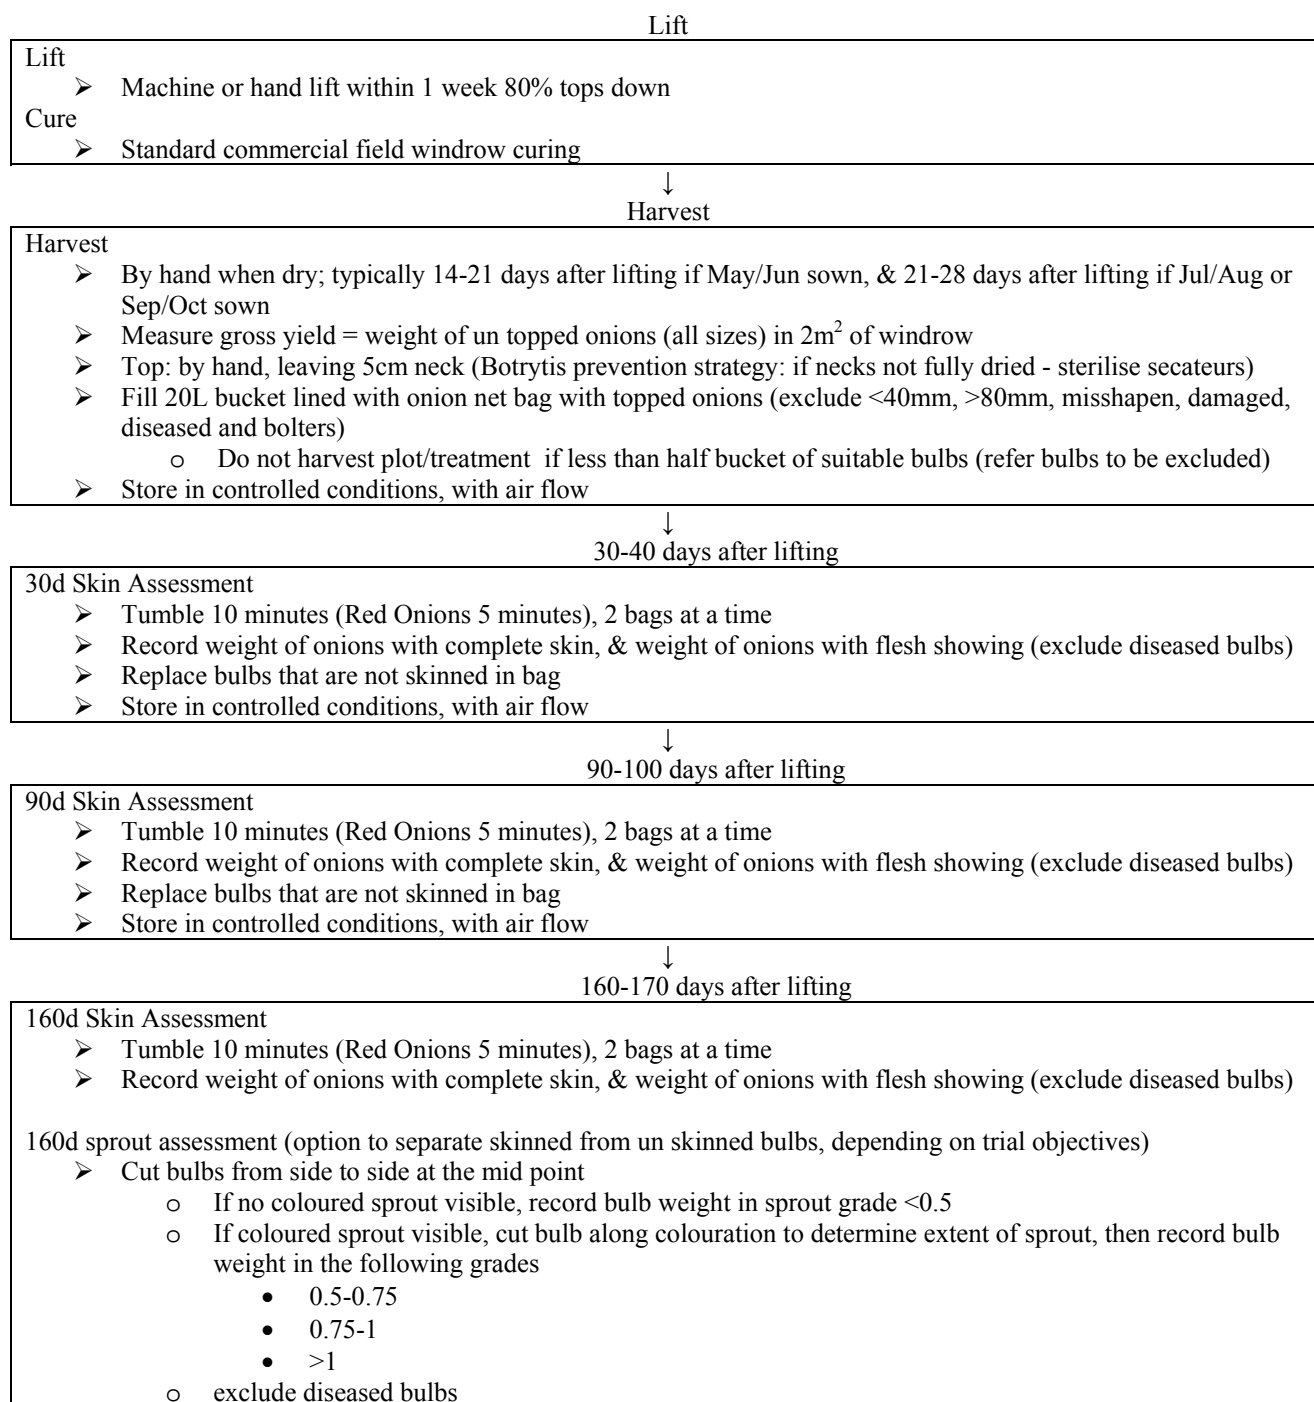 Lift
Lift
➢ Machine or hand lift within 1 week 80% tops down
Cure
➢ Standard commercial field windrow curing
↓
Harvest
Harvest
➢ By hand when dry; typically 14-21 days after lifting if May/Jun sown, & 21-28 days after lifting if Jul/Aug or
Sep/Oct sown
➢ Measure gross yield = weight of un topped onions (all sizes) in 2m² of windrow
➢ Top: by hand, leaving 5cm neck (Botrytis prevention strategy: if necks not fully dried - sterilise secateurs)
➢ Fill 20L bucket lined with onion net bag with topped onions (exclude <40mm, >80mm, misshapen, damaged,
diseased and bolters)
o Do not harvest plot/treatment if less than half bucket of suitable bulbs (refer bulbs to be excluded)
➢ Store in controlled conditions, with air flow
↓
30-40 days after lifting
30d Skin Assessment
➢ Tumble 10 minutes (Red Onions 5 minutes), 2 bags at a time
➢ Record weight of onions with complete skin, & weight of onions with flesh showing (exclude diseased bulbs)
➢ Replace bulbs that are not skinned in bag
➢ Store in controlled conditions, with air flow
↓
90-100 days after lifting
90d Skin Assessment
➢ Tumble 10 minutes (Red Onions 5 minutes), 2 bags at a time
➢ Record weight of onions with complete skin, & weight of onions with flesh showing (exclude diseased bulbs)
➢ Replace bulbs that are not skinned in bag
➢ Store in controlled conditions, with air flow
↓
160-170 days after lifting
160d Skin Assessment
➢ Tumble 10 minutes (Red Onions 5 minutes), 2 bags at a time
➢ Record weight of onions with complete skin, & weight of onions with flesh showing (exclude diseased bulbs)
160d sprout assessment (option to separate skinned from un skinned bulbs, depending on trial objectives)
➢ Cut bulbs from side to side at the mid point
o If no coloured sprout visible, record bulb weight in sprout grade <0.5
o If coloured sprout visible, cut bulb along colouration to determine extent of sprout, then record bulb
weight in the following grades
• 0.5-0.75
• 0.75-1
• >1
o exclude diseased bulbs